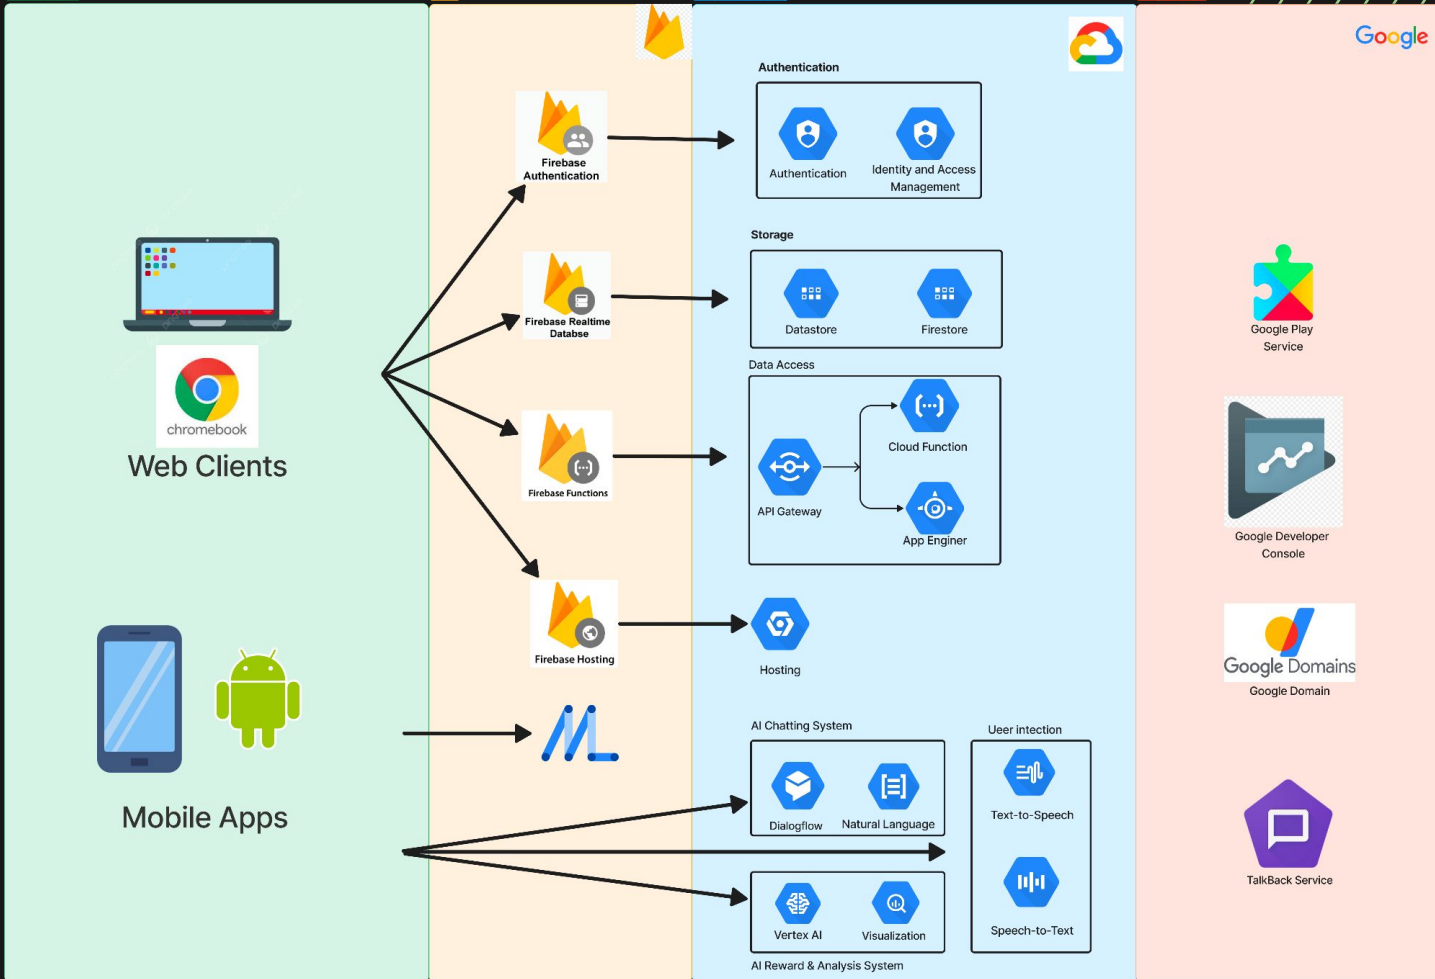 chromebook
Web Clients
Mobile Apps
Firebase
Authentication
Firebase Realtime
Databse
Firebase Functions
Firebase Hosting
Authentication
Authentication
Identity and Access
Management
Storage
Datastore
Firestore
Data Access
API Gateway
Cloud Function
App Enginer
Hosting
AI Chatting System
Dialogflow
Natural Language
Vertex AI
Visualization
AI Reward & Analysis System
Ueer intection
Text-to-Speech
Speech-to-Text
Google
Google Play
Service
Google Developer
Console
Google Domains
Google Domain
TalkBack Service